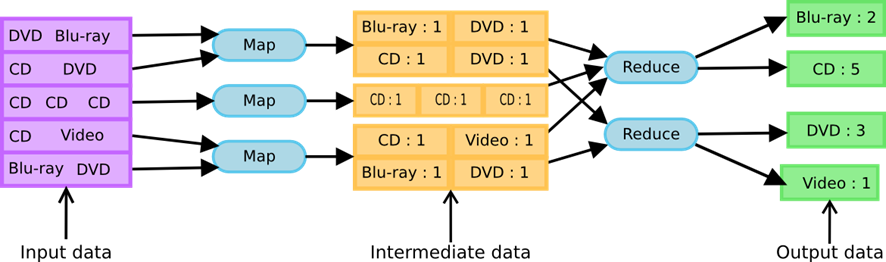 DVD Blu-ray
CD DVD
CD CD CD
CD Video
Blu-ray DVD
Input data
Map
Map
Map
Blu-ray : 1 DVD : 1
CD : 1 DVD : 1
CD : 1 CD : 1 CD : 1
CD : 1 Video : 1
Blu-ray : 1 DVD : 1
Intermediate data
Reduce
Reduce
Blu-ray : 2
CD : 5
DVD : 3
Video : 1
Output data